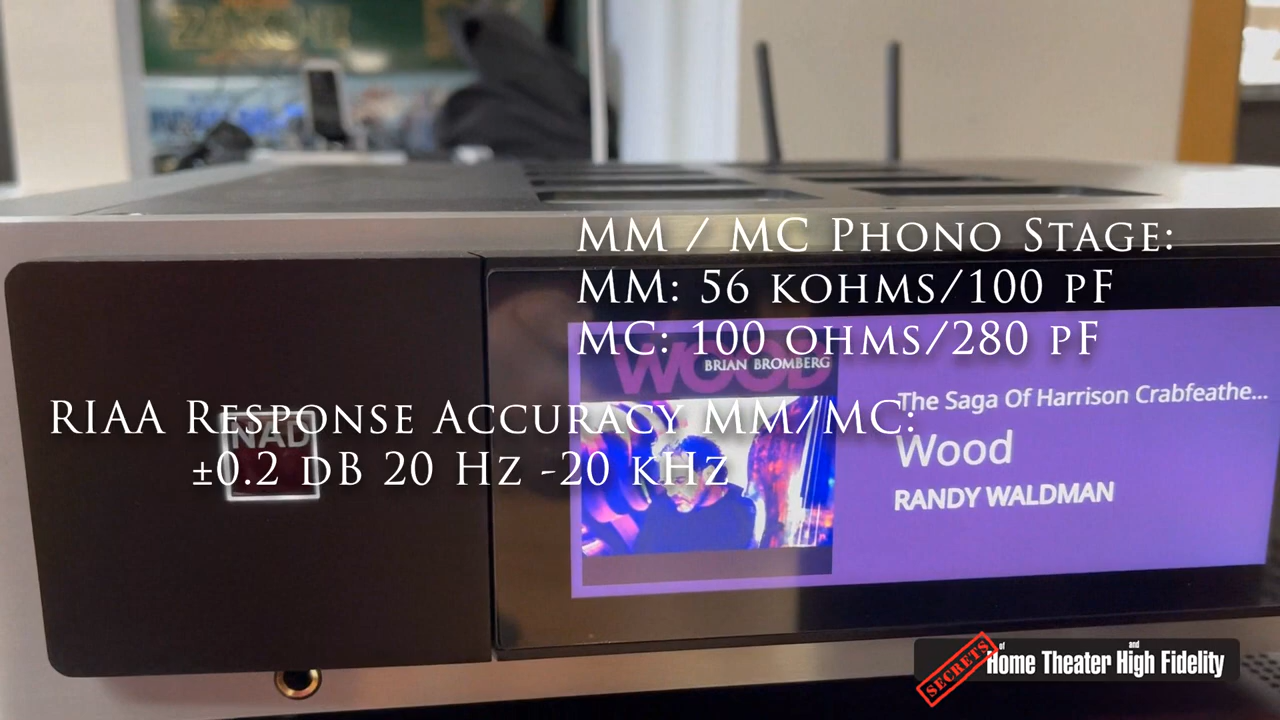 MM / MC Phono Stage:
MM: 56 kohms/100 pF
MC: 100 ohms/280 pF
WOOD
BRIAN BROMBERG
The Saga Of Harrison Crabfeathe...
RIAA Response Accuracy MM/MC:
NAD
Wood
±0.2 dB 20 Hz -20 kHz
RANDY WALDMAN
SECRETS of Home Theater and High Fidelity